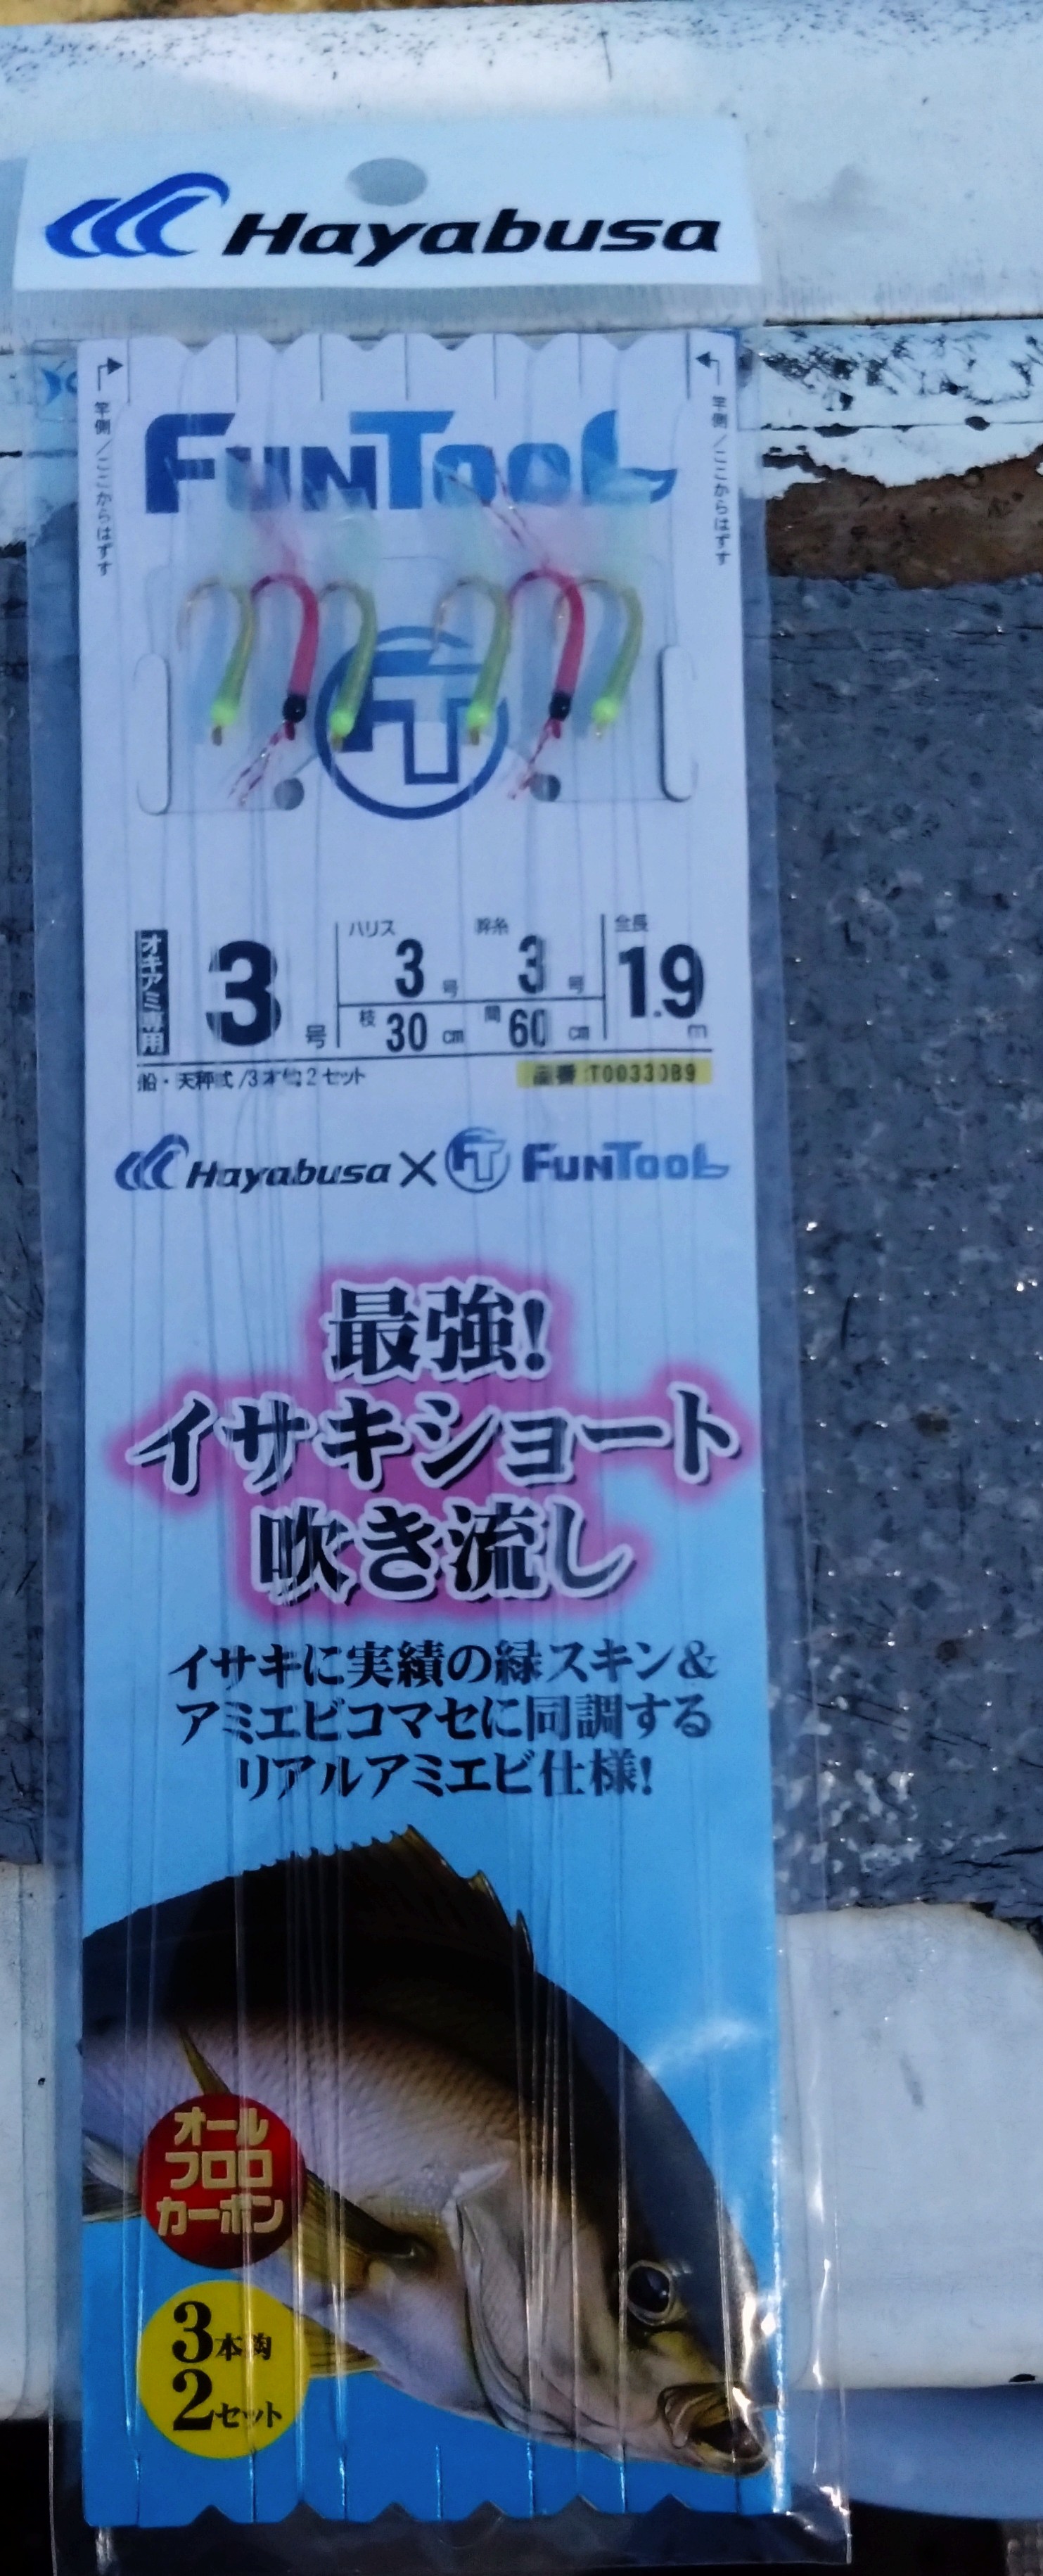 Hayabusa
竿側/ここからはずす
竿側/ここからはずす
FUNTOOL
FT
オキアミ専用
3号
ハリス 3号
幹糸 3号
全長 1.9m
枝 30cm
間 60cm
船・天秤式/3本鈎2セット
品番:T00330B9
Hayabusa×FT FUNTOOL
最強!
イサキショート
吹き流し
イサキに実績の緑スキン&
アミエビコマセに同調する
リアルアミエビ仕様!
オール
フロロ
カーボン
3本鈎
2セット